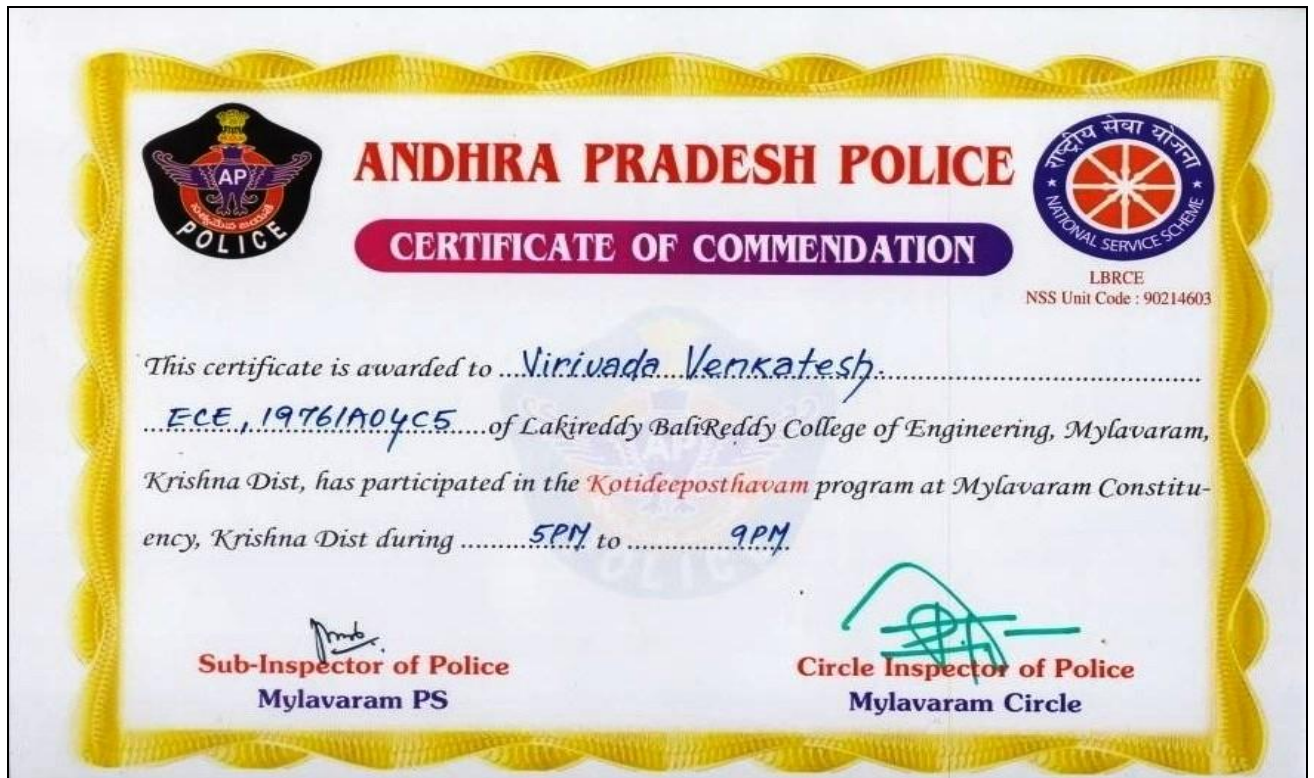 ANDHRA PRADESH POLICE
CERTIFICATE OF COMMENDATION
AP
సత్యమేవ జయతే
POLICE
राष्ट्रीय सेवा योजना
NATIONAL SERVICE SCHEME
LBRCE
NSS Unit Code : 90214603
This certificate is awarded to Virivada Venkatesh.
ECE, 19761A04C5 of Lakireddy BaliReddy College of Engineering, Mylavaram,
Krishna Dist, has participated in the Kotideeposthavam program at Mylavaram Constitu-
ency, Krishna Dist during 5PM to 9PM
Sub-Inspector of Police
Mylavaram PS
Circle Inspector of Police
Mylavaram Circle